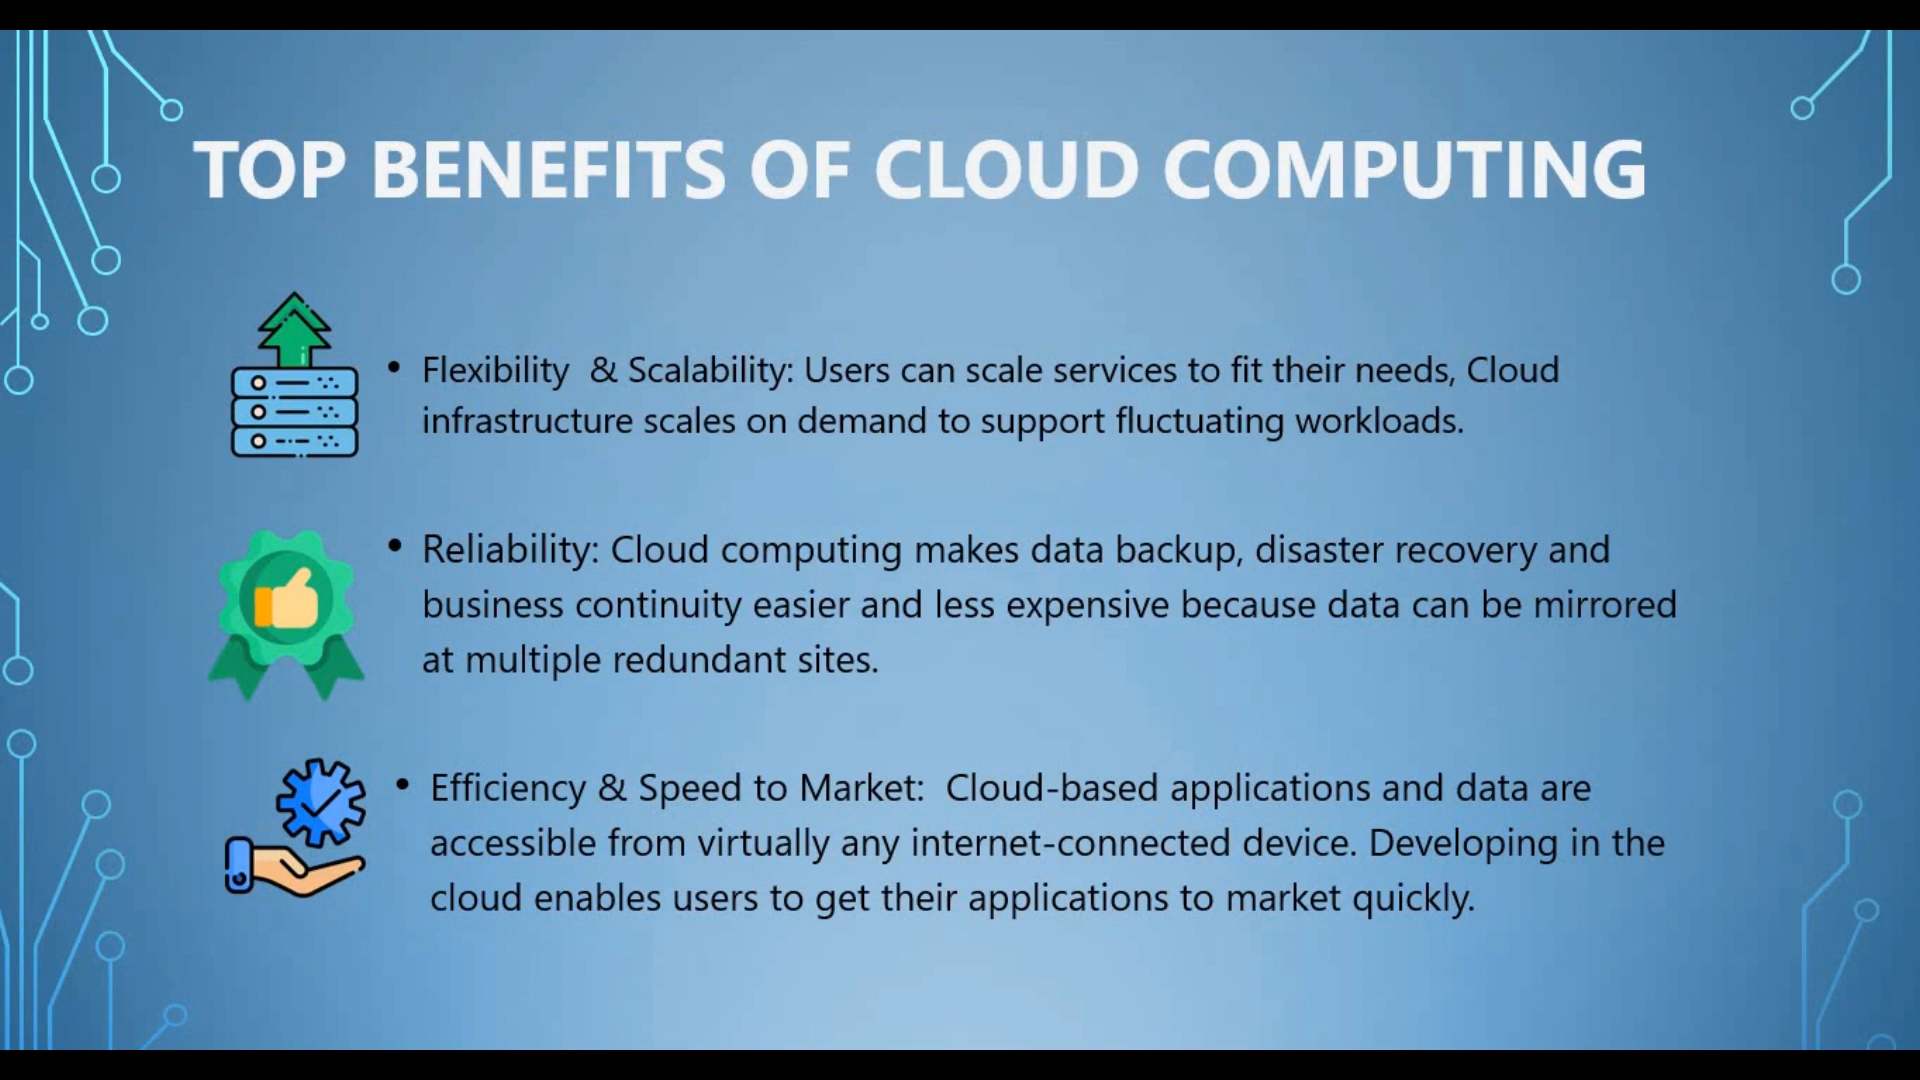 TOP BENEFITS OF CLOUD COMPUTING
• Flexibility  & Scalability: Users can scale services to fit their needs, Cloud
infrastructure scales on demand to support fluctuating workloads.
• Reliability: Cloud computing makes data backup, disaster recovery and
business continuity easier and less expensive because data can be mirrored
at multiple redundant sites.
• Efficiency & Speed to Market:  Cloud-based applications and data are
accessible from virtually any internet-connected device. Developing in the
cloud enables users to get their applications to market quickly.